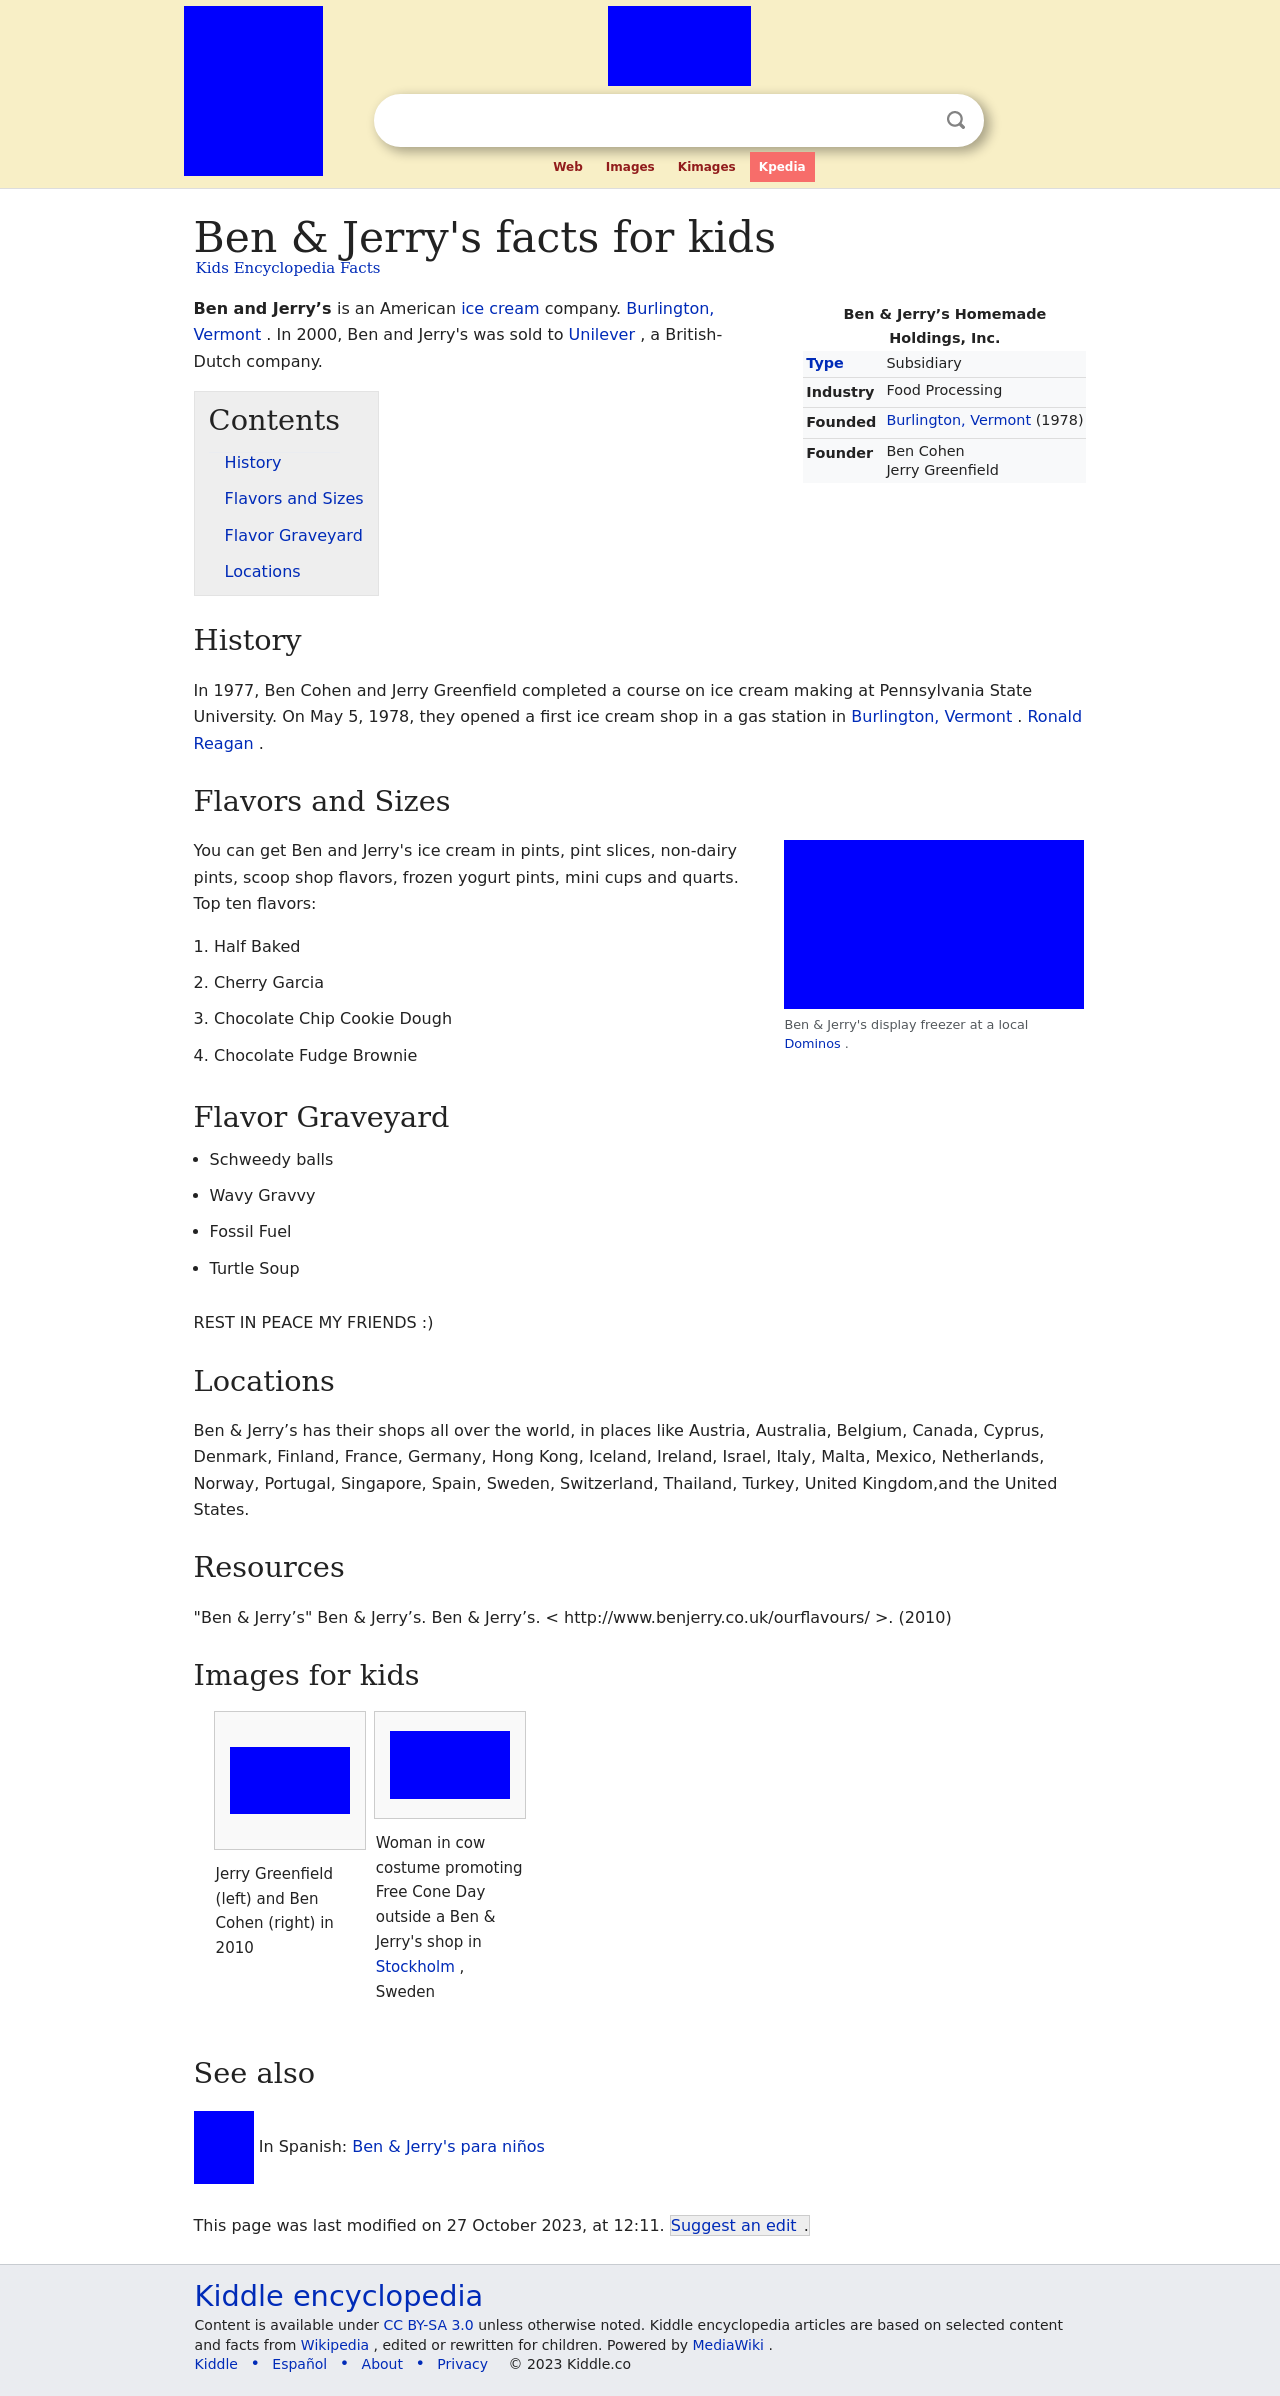 Web Images Kimages Kpedia
Ben & Jerry's facts for kids
Kids Encyclopedia Facts
Ben and Jerry’s is an American ice cream company. Burlington,
Vermont . In 2000, Ben and Jerry's was sold to Unilever , a British-
Dutch company.
Ben & Jerry’s Homemade
Holdings, Inc.
Type Subsidiary
Industry Food Processing
Founded Burlington, Vermont (1978)
Founder Ben Cohen
Jerry Greenfield
Contents
History
Flavors and Sizes
Flavor Graveyard
Locations
History
In 1977, Ben Cohen and Jerry Greenfield completed a course on ice cream making at Pennsylvania State
University. On May 5, 1978, they opened a first ice cream shop in a gas station in Burlington, Vermont . Ronald
Reagan .
Flavors and Sizes
You can get Ben and Jerry's ice cream in pints, pint slices, non-dairy
pints, scoop shop flavors, frozen yogurt pints, mini cups and quarts.
Top ten flavors:
1. Half Baked
2. Cherry Garcia
3. Chocolate Chip Cookie Dough
4. Chocolate Fudge Brownie
Ben & Jerry's display freezer at a local
Dominos .
Flavor Graveyard
• Schweedy balls
• Wavy Gravvy
• Fossil Fuel
• Turtle Soup
REST IN PEACE MY FRIENDS :)
Locations
Ben & Jerry’s has their shops all over the world, in places like Austria, Australia, Belgium, Canada, Cyprus,
Denmark, Finland, France, Germany, Hong Kong, Iceland, Ireland, Israel, Italy, Malta, Mexico, Netherlands,
Norway, Portugal, Singapore, Spain, Sweden, Switzerland, Thailand, Turkey, United Kingdom,and the United
States.
Resources
"Ben & Jerry’s" Ben & Jerry’s. Ben & Jerry’s. < http://www.benjerry.co.uk/ourflavours/ >. (2010)
Images for kids
Jerry Greenfield
(left) and Ben
Cohen (right) in
2010
Woman in cow
costume promoting
Free Cone Day
outside a Ben &
Jerry's shop in
Stockholm ,
Sweden
See also
In Spanish: Ben & Jerry's para niños
This page was last modified on 27 October 2023, at 12:11. Suggest an edit .
Kiddle encyclopedia
Content is available under CC BY-SA 3.0 unless otherwise noted. Kiddle encyclopedia articles are based on selected content
and facts from Wikipedia , edited or rewritten for children. Powered by MediaWiki .
Kiddle • Español • About • Privacy © 2023 Kiddle.co